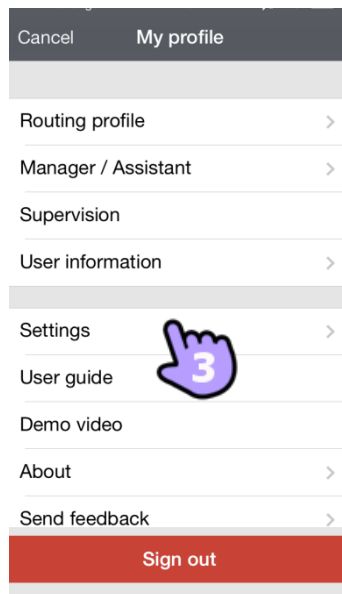 Cancel My profile
Routing profile
Manager / Assistant
Supervision
User information
Settings
3
User guide
Demo video
About
Send feedback
Sign out